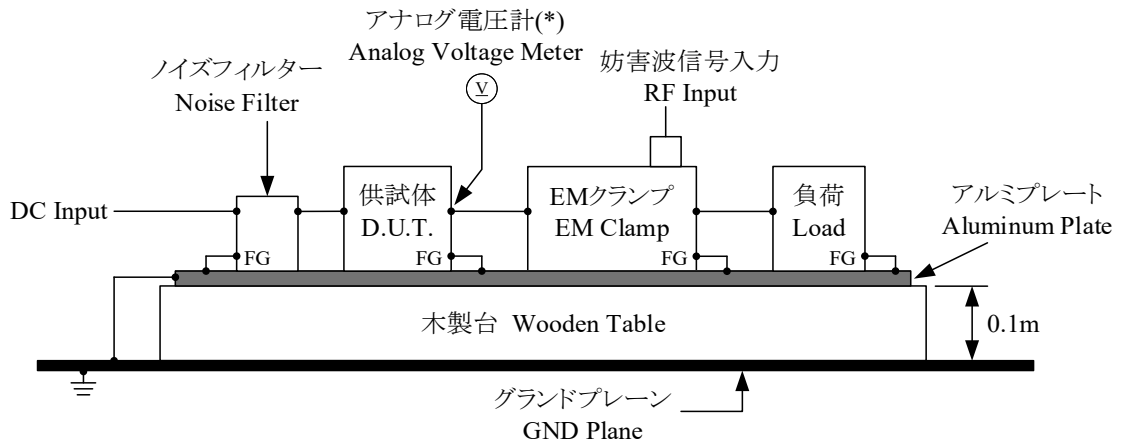 アナログ電圧計(*)
Analog Voltage Meter
V
ノイズフィルター
Noise Filter
妨害波信号入力
RF Input
DC Input
供試体
D.U.T.
EMクランプ
EM Clamp
負荷
Load
アルミプレート
Aluminum Plate
FG
FG
FG
FG
木製台 Wooden Table
0.1m
グランドプレーン
GND Plane